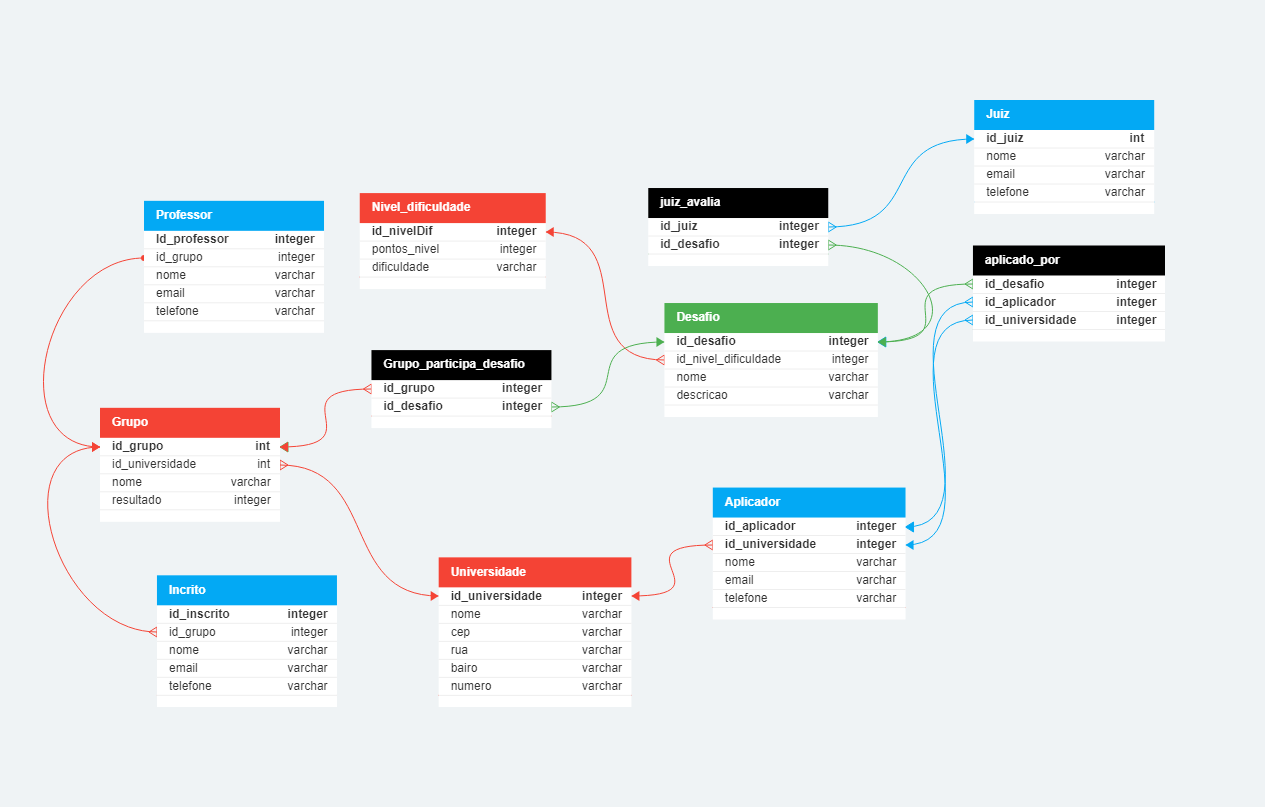 Juiz
id_juiz int
nome varchar
email varchar
telefone varchar
juiz_avalia
id_juiz integer
id_desafio integer
Nivel_dificuldade
id_nivelDif integer
pontos_nivel integer
dificuldade varchar
Professor
Id_professor integer
id_grupo integer
nome varchar
email varchar
telefone varchar
aplicado_por
id_desafio integer
id_aplicador integer
id_universidade integer
Desafio
id_desafio integer
id_nivel_dificuldade integer
nome varchar
descricao varchar
Grupo_participa_desafio
id_grupo integer
id_desafio integer
Grupo
id_grupo int
id_universidade int
nome varchar
resultado integer
Aplicador
id_aplicador integer
id_universidade integer
nome varchar
email varchar
telefone varchar
Universidade
id_universidade integer
nome varchar
cep varchar
rua varchar
bairo varchar
numero varchar
Incrito
id_inscrito integer
id_grupo integer
nome varchar
email varchar
telefone varchar